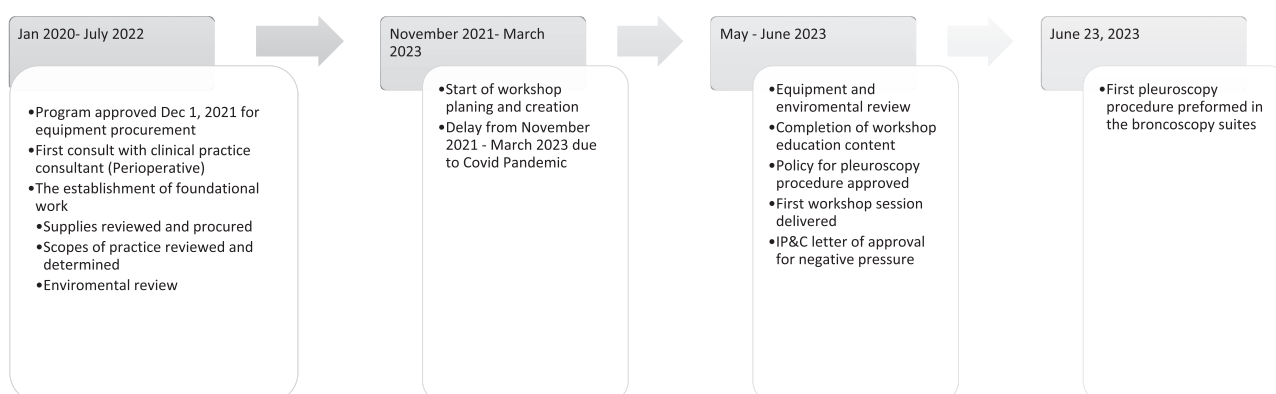 Jan 2020- July 2022
•Program approved Dec 1, 2021 for
equipment procurement
•First consult with clinical practice
consultant (Perioperative)
•The establishment of foundational
work
•Supplies reviewed and procured
•Scopes of practice reviewed and
determined
•Enviromental review
November 2021- March
2023
•Start of workshop
planing and creation
•Delay from November
2021 - March 2023 due
to Covid Pandemic
May - June 2023
•Equipment and
enviromental review
•Completion of workshop
education content
•Policy for pleuroscopy
procedure approved
•First workshop session
delivered
•IP&C letter of approval
for negative pressure
June 23, 2023
•First pleuroscopy
procedure preformed in
the broncoscopy suites